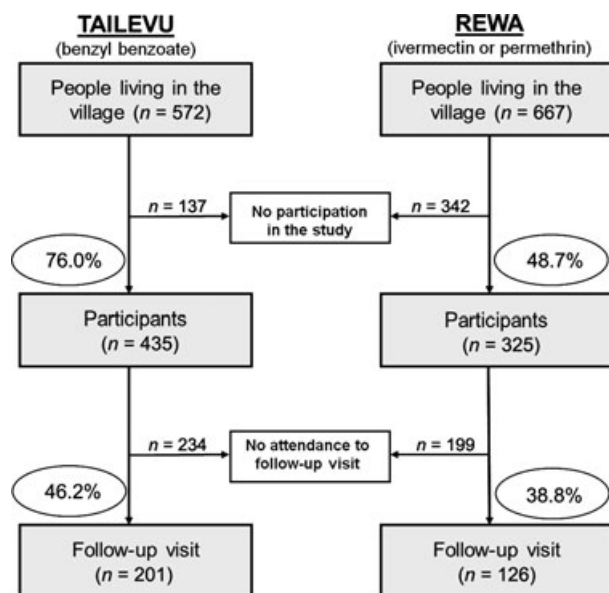 TAILEVU
(benzyl benzoate)
REWA
(ivermectin or permethrin)
People living in the
village (n = 572)
People living in the
village (n = 667)
n = 137
No participation
in the study
n = 342
76.0%
48.7%
Participants
(n = 435)
Participants
(n = 325)
n = 234
No attendance to
follow-up visit
n = 199
46.2%
38.8%
Follow-up visit
(n = 201)
Follow-up visit
(n = 126)